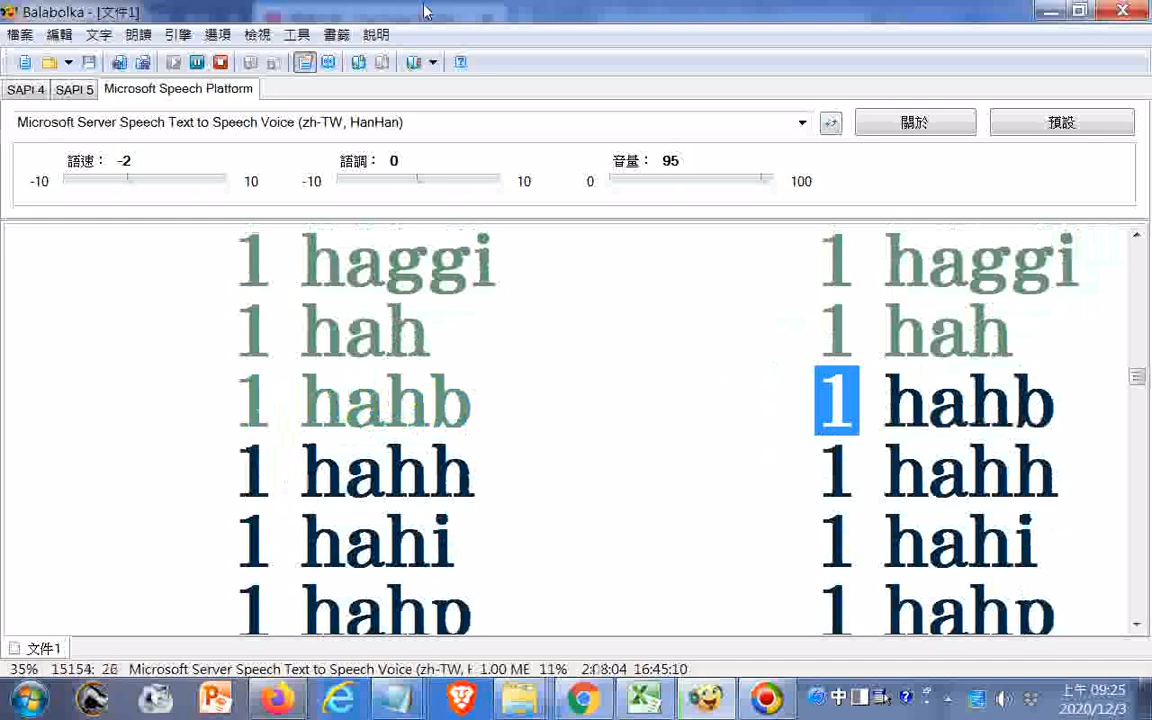 Balabolka - [文件1]
檔案 編輯 文字 朗讀 引擎 選項 檢視 工具 書籤 說明
SAPI 4 SAPI 5 Microsoft Speech Platform
Microsoft Server Speech Text to Speech Voice (zh-TW, HanHan) 關於 預設
語速： -2 語調： 0 音量： 95
-10 10 -10 10 0 100
1 haggi 1 haggi
1 hah 1 hah
1 hahb 1 hahb
1 hahh 1 hahh
1 hahi 1 hahi
1 hahp 1 hahp
文件1
35% 15154: 26 Microsoft Server Speech Text to Speech Voice (zh-TW, 1.00 ME 11% 2:08:04 16:45:10
中 上午 09:25
2020/12/3